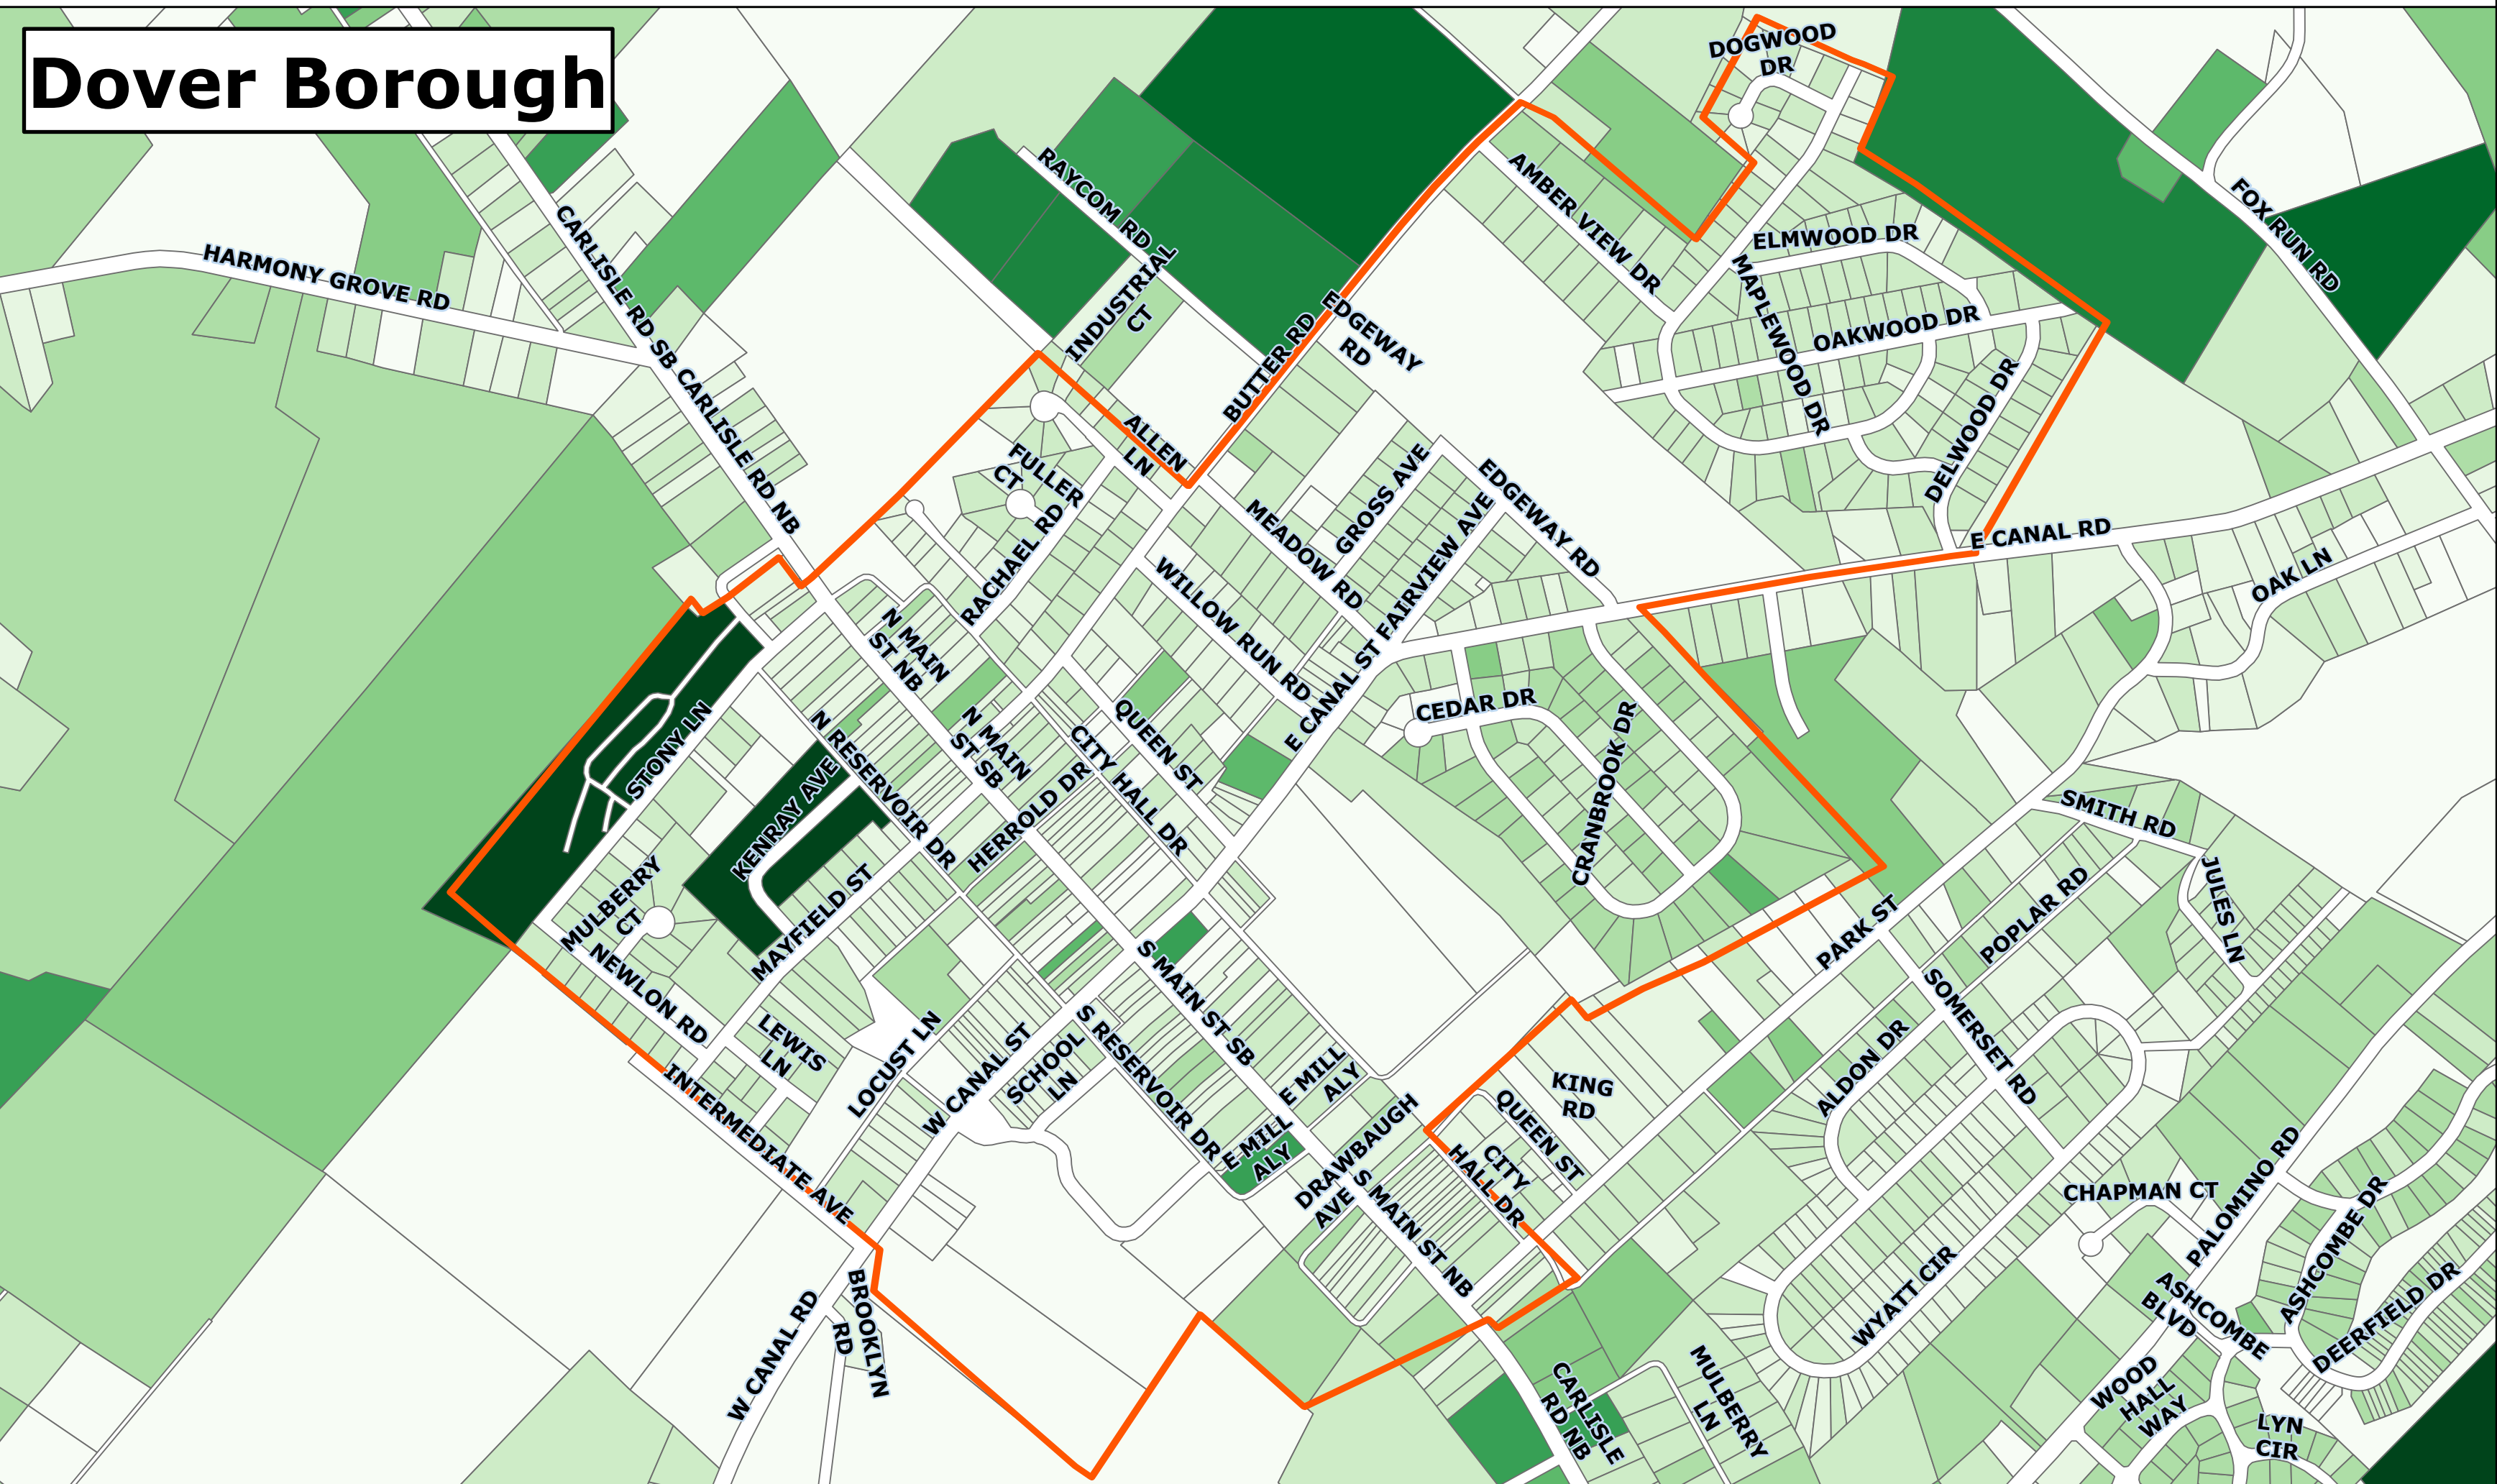 Dover Borough
DOGWOOD
DR
RAYCOM RD
AMBER VIEW DR
FOX RUN RD
CARLISLE RD SB
HARMONY GROVE RD
ELMWOOD DR
INDUSTRIAL
CT
MAPLEWOOD DR
EDGEWAY
RD
BUTTER RD
OAKWOOD DR
DELWOOD DR
CARLISLE RD NB
ALLEN
LN
FULLER
CT
GROSS AVE
EDGEWAY RD
MEADOW RD
RACHAEL RD
FAIRVIEW AVE
E CANAL RD
OAK LN
WILLOW RUN RD
N MAIN
ST NB
E CANAL ST
CEDAR DR
CRANBROOK DR
STONY LN
N RESERVOIR DR
N MAIN
ST SB
QUEEN ST
CITY HALL DR
KENRAY AVE
HERROLD DR
SMITH RD
JULES LN
MULBERRY
CT
MAYFIELD ST
POPLAR RD
PARK ST
NEWLON RD
S MAIN ST SB
SOMERSET RD
LEWIS
LN
LOCUST LN
W CANAL ST
SCHOOL
LN
S RESERVOIR DR
E MILL
ALY
ALDON DR
KING
RD
QUEEN ST
INTERMEDIATE AVE
E MILL
ALY
DRAWBAUGH
AVE
CITY
HALL DR
S MAIN ST NB
CHAPMAN CT
PALOMINO RD
ASHCOMBE DR
WYATT CIR
BROOKLYN
RD
W CANAL RD
ASHCOMBE
BLVD
DEERFIELD DR
CARLISLE
RD NB
MULBERRY
LN
WOOD
HALL
WAY
LYN
CIR